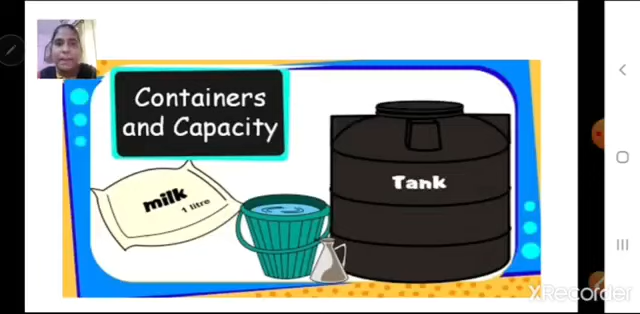 Containers
and Capacity
milk
1 litre
Tank
XRecorder